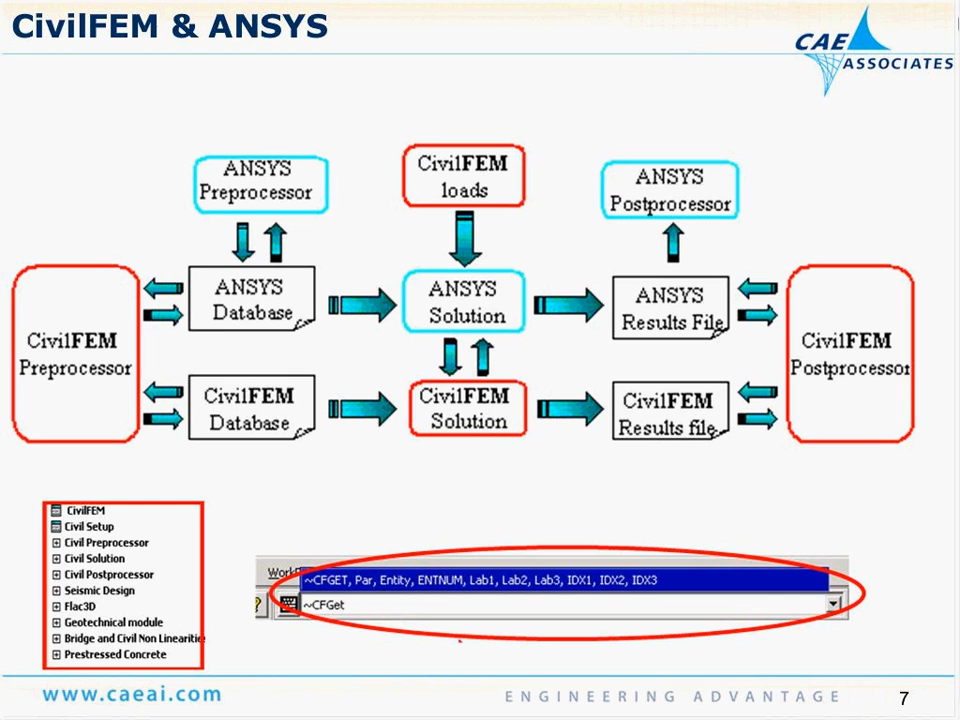 CivilFEM & ANSYS
CAE
ASSOCIATES
ANSYS
Preprocessor
CivilFEM
loads
ANSYS
Postprocessor
CivilFEM
Preprocessor
ANSYS
Database
ANSYS
Solution
ANSYS
Results File
CivilFEM
Postprocessor
CivilFEM
Database
CivilFEM
Solution
CivilFEM
Results file
CivilFEM
Civil Setup
Civil Preprocessor
Civil Solution
Civil Postprocessor
Seismic Design
Flac3D
Geotechnical module
Bridge and Civil Non Linearitie
Prestressed Concrete
~CFGET, Par, Entity, ENTNUM, Lab1, Lab2, Lab3, IDX1, IDX2, IDX3
~CFGet
www.caeai.com
ENGINEERING ADVANTAGE
7